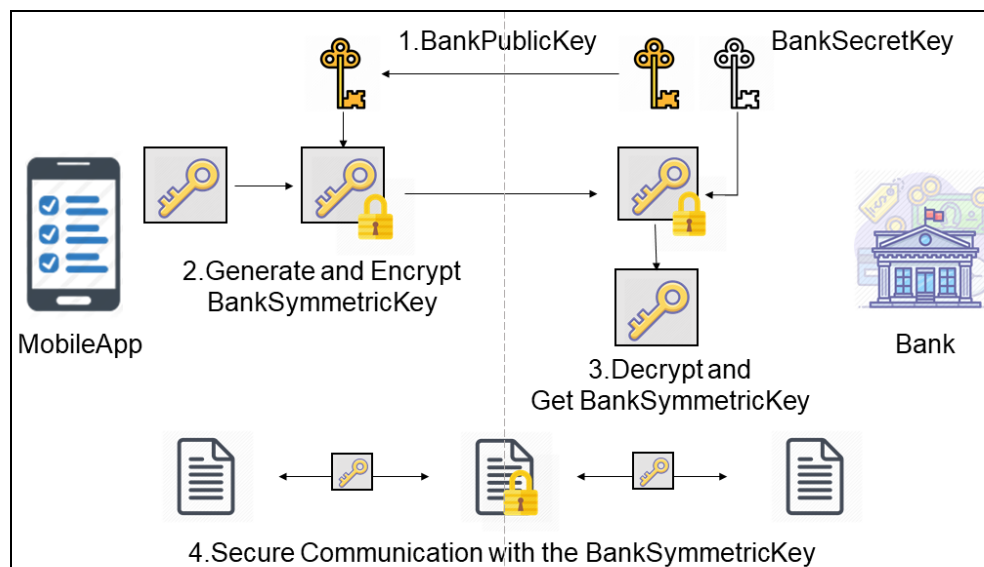 1.BankPublicKey
BankSecretKey
2.Generate and Encrypt
BankSymmetricKey
MobileApp
Bank
3.Decrypt and
Get BankSymmetricKey
4.Secure Communication with the BankSymmetricKey